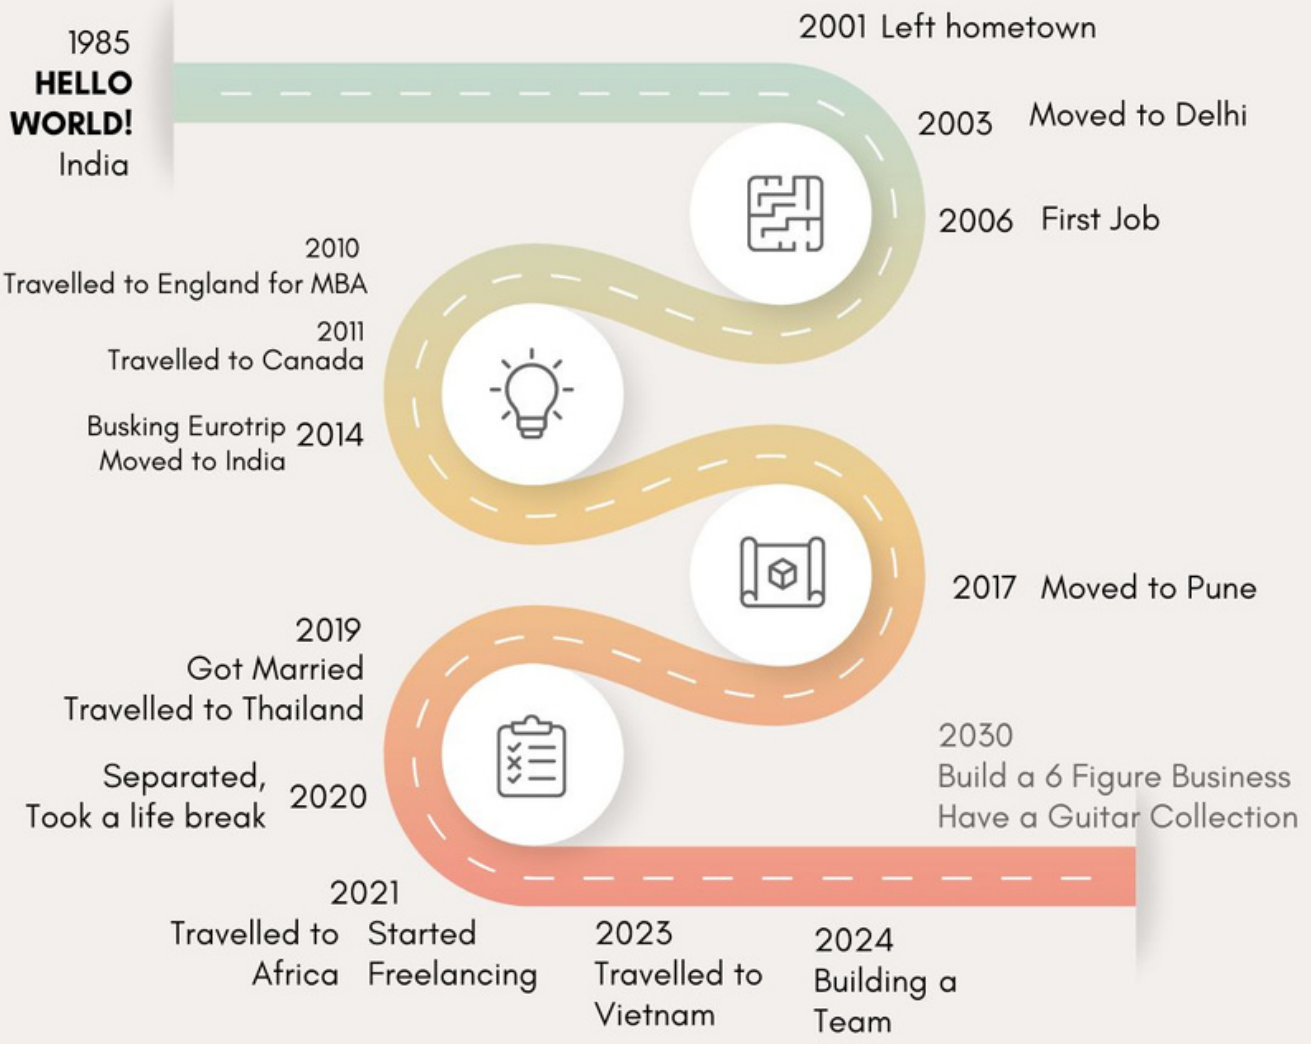 1985
HELLO
WORLD!
India
2001 Left hometown
2003 Moved to Delhi
2006 First Job
2010
Travelled to England for MBA
2011
Travelled to Canada
Busking Eurotrip
Moved to India
2014
2017 Moved to Pune
2019
Got Married
Travelled to Thailand
Separated,
Took a life break
2020
2021
Travelled to
Africa
Started
Freelancing
2023
Travelled to
Vietnam
2024
Building a
Team
2030
Build a 6 Figure Business
Have a Guitar Collection